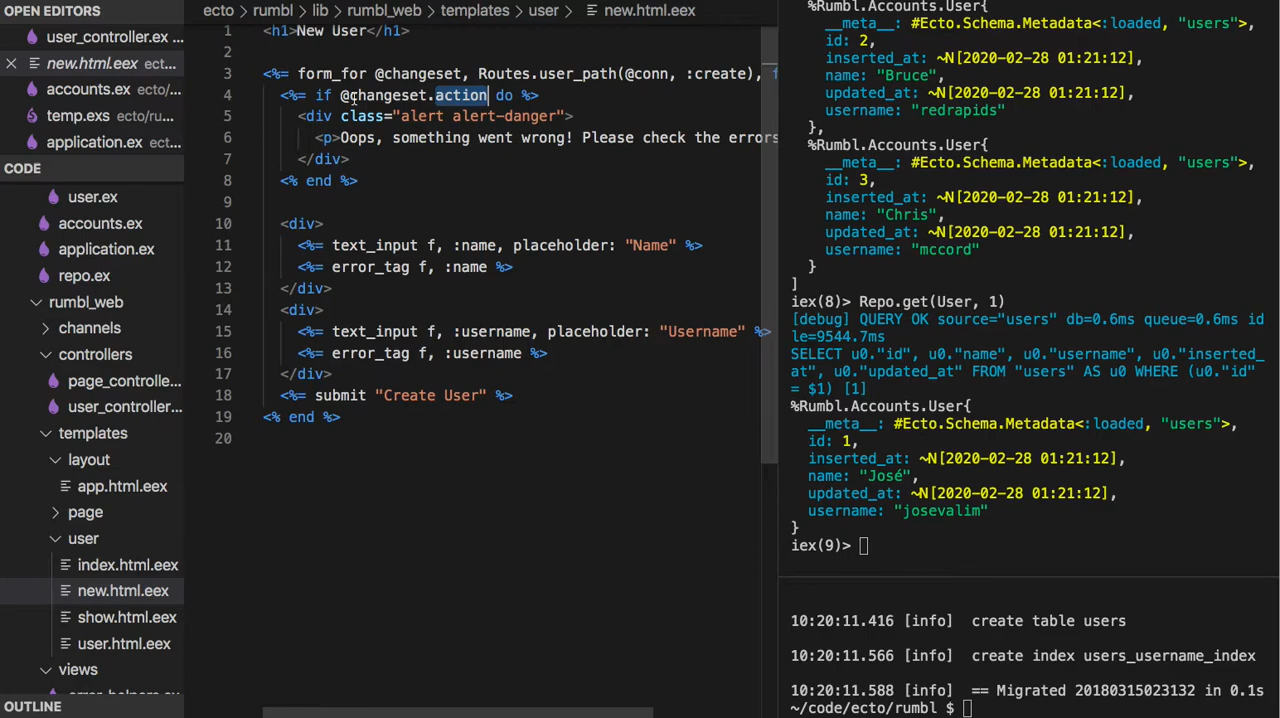 OPEN EDITORS
user_controller.ex ...
new.html.eex ect...
accounts.ex ecto/...
temp.exs ecto/ru...
application.ex ect...
CODE
user.ex
accounts.ex
application.ex
repo.ex
rumbl_web
channels
controllers
page_controlle...
user_controller...
templates
layout
app.html.eex
page
user
index.html.eex
new.html.eex
show.html.eex
user.html.eex
views
OUTLINE
ecto > rumbl > lib > rumbl_web > templates > user > new.html.eex
1 <h1>New User</h1>
2
3 <%= form_for @changeset, Routes.user_path(@conn, :create), f
4 <%= if @changeset.action do %>
5 <div class="alert alert-danger">
6 <p>Oops, something went wrong! Please check the errors
7 </div>
8 <% end %>
9
10 <div>
11 <%= text_input f, :name, placeholder: "Name" %>
12 <%= error_tag f, :name %>
13 </div>
14 <div>
15 <%= text_input f, :username, placeholder: "Username" %>
16 <%= error_tag f, :username %>
17 </div>
18 <%= submit "Create User" %>
19 <% end %>
20
%Rumbl.Accounts.User{
__meta__: #Ecto.Schema.Metadata<:loaded, "users">,
id: 2,
inserted_at: ~N[2020-02-28 01:21:12],
name: "Bruce",
updated_at: ~N[2020-02-28 01:21:12],
username: "redrapids"
},
%Rumbl.Accounts.User{
__meta__: #Ecto.Schema.Metadata<:loaded, "users">,
id: 3,
inserted_at: ~N[2020-02-28 01:21:12],
name: "Chris",
updated_at: ~N[2020-02-28 01:21:12],
username: "mccord"
}
]
iex(8)> Repo.get(User, 1)
[debug] QUERY OK source="users" db=0.6ms queue=0.6ms id
le=9544.7ms
SELECT u0."id", u0."name", u0."username", u0."inserted_
at", u0."updated_at" FROM "users" AS u0 WHERE (u0."id"
= $1) [1]
%Rumbl.Accounts.User{
__meta__: #Ecto.Schema.Metadata<:loaded, "users">,
id: 1,
inserted_at: ~N[2020-02-28 01:21:12],
name: "José",
updated_at: ~N[2020-02-28 01:21:12],
username: "josevalim"
}
iex(9)>
10:20:11.416 [info] create table users
10:20:11.566 [info] create index users_username_index
10:20:11.588 [info] == Migrated 20180315023132 in 0.1s
~/code/ecto/rumbl $